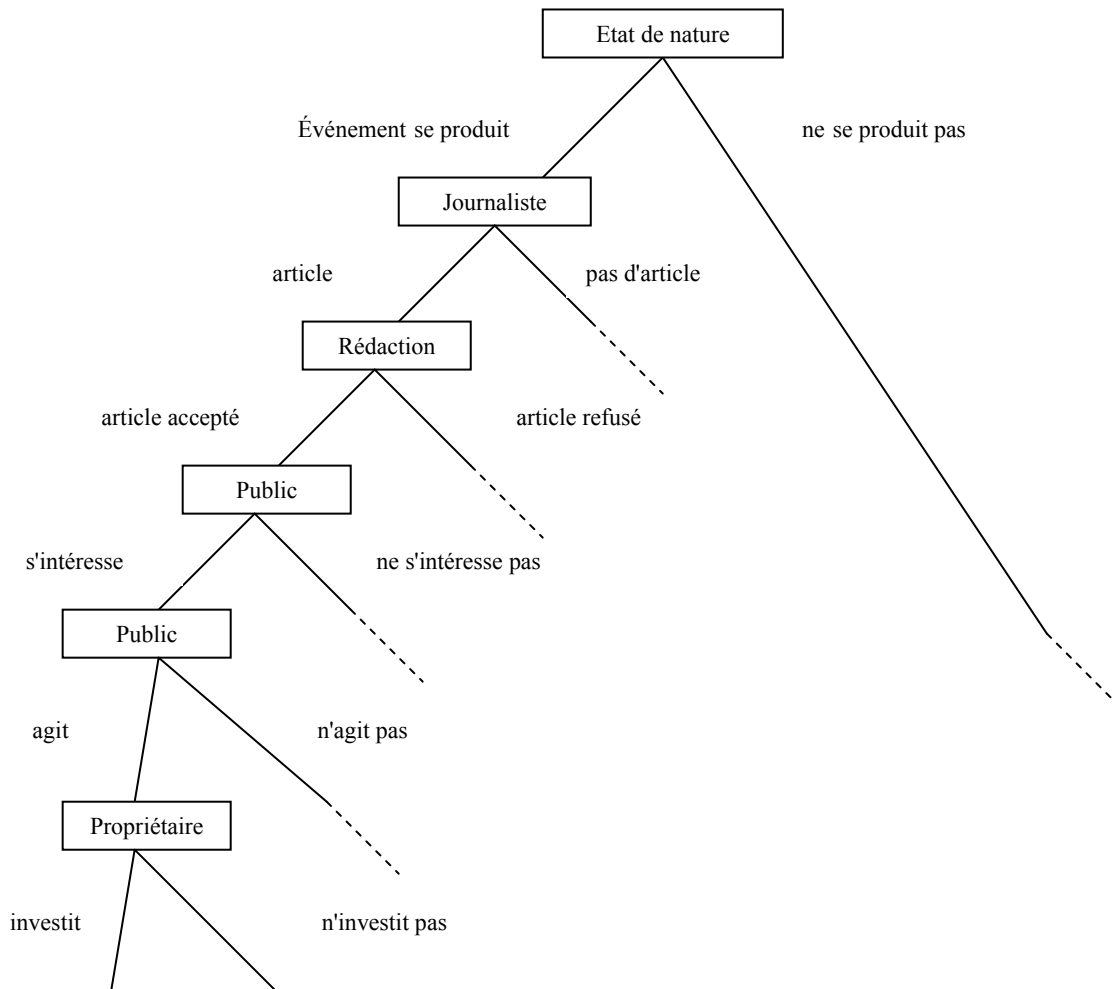 Etat de nature
Événement se produit
ne se produit pas
Journaliste
article
pas d'article
Rédaction
article accepté
article refusé
Public
s'intéresse
ne s'intéresse pas
Public
agit
n'agit pas
Propriétaire
investit
n'investit pas